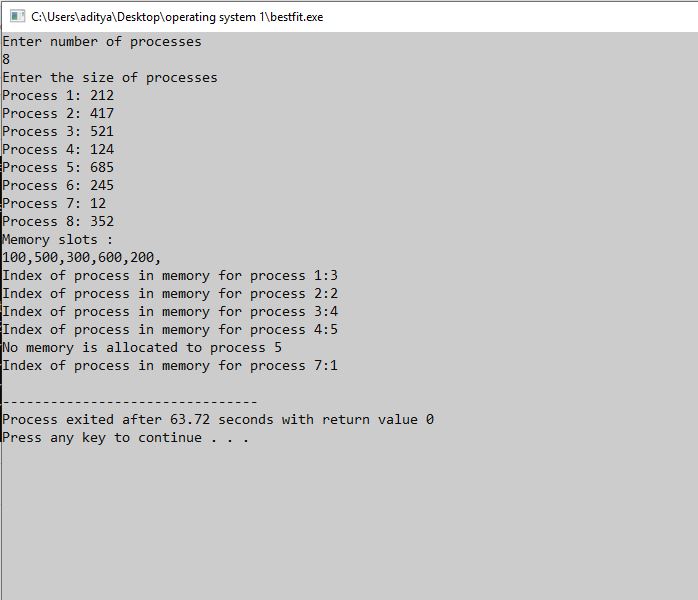 C:\Users\aditya\Desktop\operating system 1\bestfit.exe
Enter number of processes
8
Enter the size of processes
Process 1: 212
Process 2: 417
Process 3: 521
Process 4: 124
Process 5: 685
Process 6: 245
Process 7: 12
Process 8: 352
Memory slots :
100,500,300,600,200,
Index of process in memory for process 1:3
Index of process in memory for process 2:2
Index of process in memory for process 3:4
Index of process in memory for process 4:5
No memory is allocated to process 5
Index of process in memory for process 7:1
--------------------------------
Process exited after 63.72 seconds with return value 0
Press any key to continue . . .